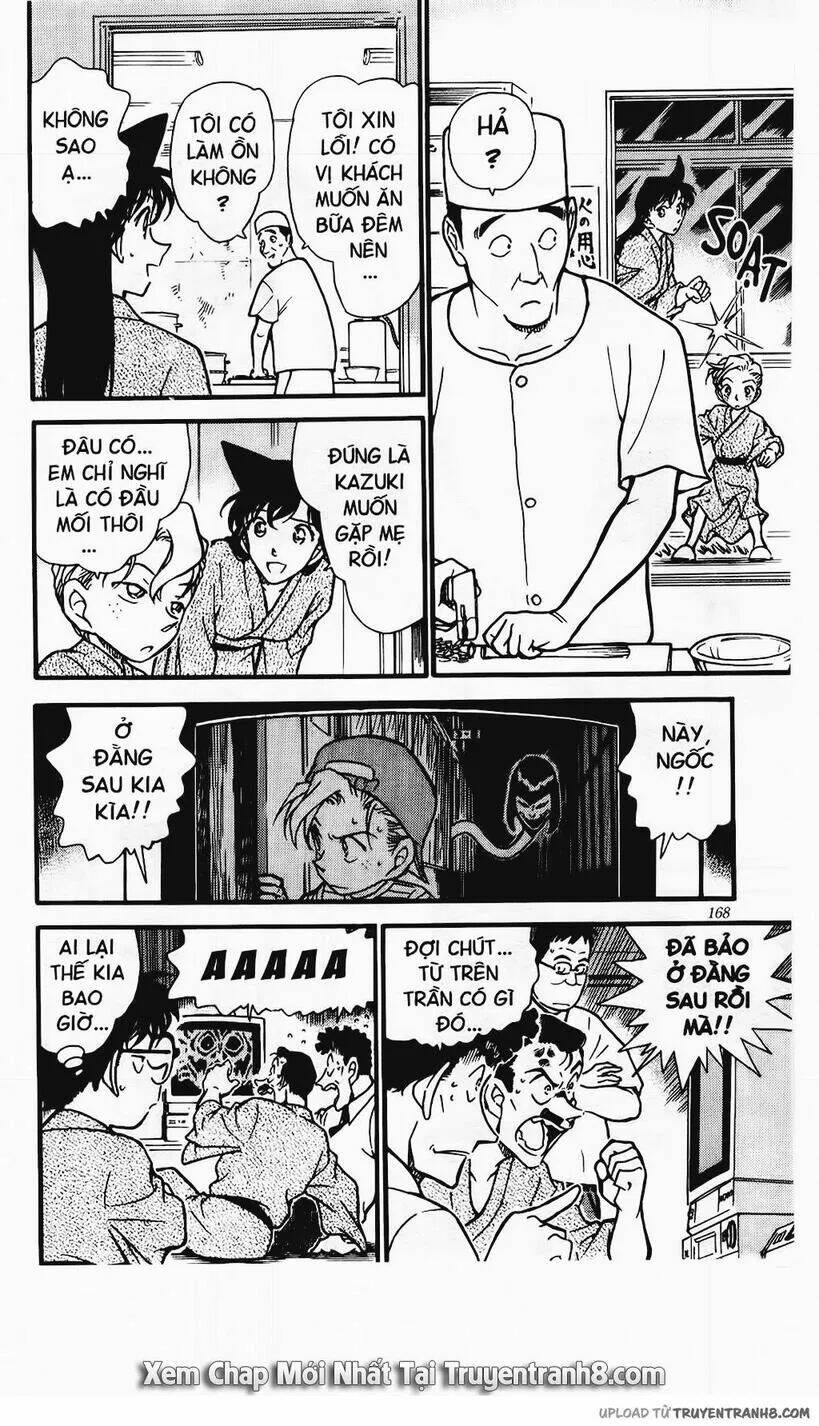 HẢ
?
火の用心
SOẠT
TÔI XIN
LỖI! CÓ
VỊ KHÁCH
MUỐN ĂN
BỮA ĐÊM
NÊN
...
TÔI CÓ
LÀM ỒN
KHÔNG
?
KHÔNG
SAO
Ạ...
ĐÚNG LÀ
KAZUKI
MUỐN
GẶP MẸ
RỒI!
ĐÂU CÓ...
EM CHỈ NGHĨ
LÀ CÓ ĐẦU
MỐI THÔI
...
NÀY,
NGỐC
!!
Ở
ĐẰNG
SAU KIA
KÌA!!
168
ĐÃ BẢO
Ở ĐẰNG
SAU RỒI
MÀ!!
ĐỢI CHÚT...
TỪ TRÊN
TRẦN CÓ GÌ
ĐÓ...
AAAAA
AI LẠI
THẾ KIA
BAO
GIỜ...
Xem Chap Mới Nhất Tại Truyentranh8.com
UPLOAD TỪ TRUYENTRANH8.COM